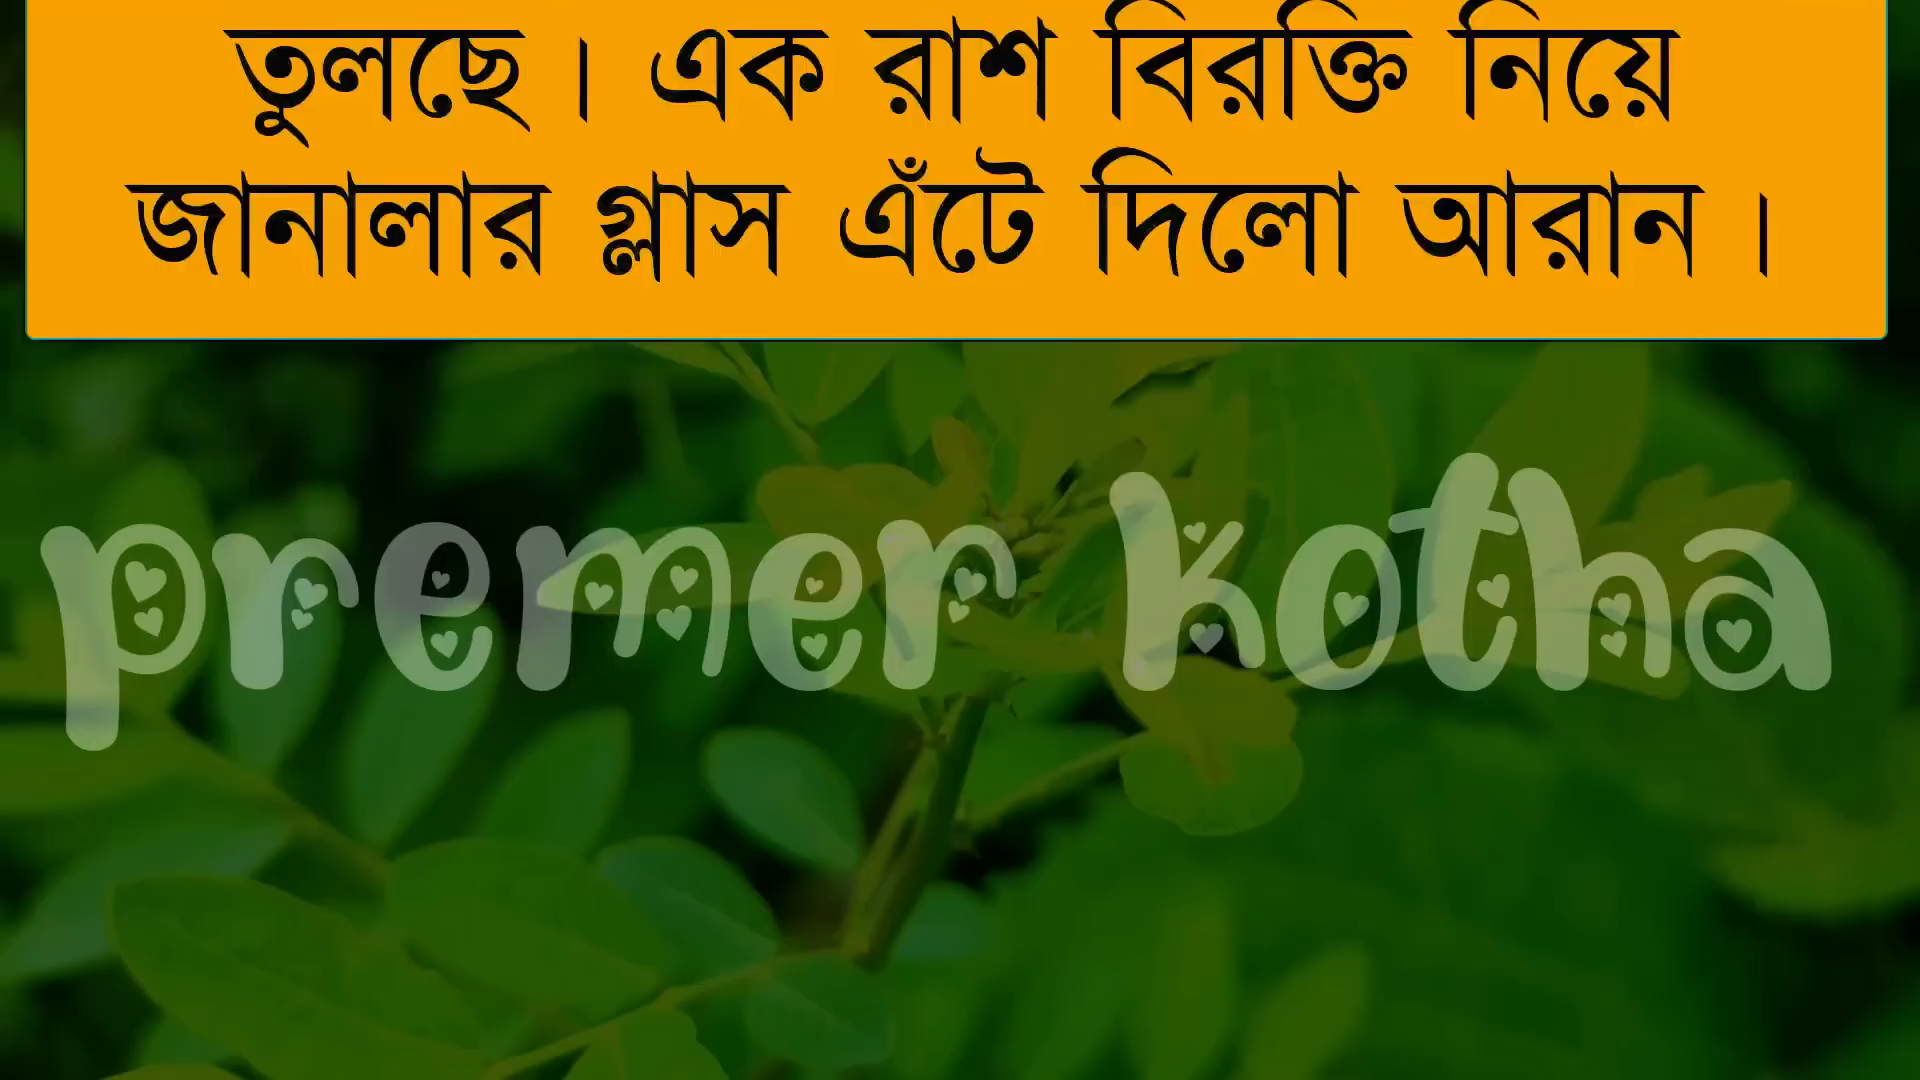 তুলছে। এক রাশ বিরক্তি নিয়ে
জানালার গ্লাস এঁটে দিলো আরান।
premer kotha